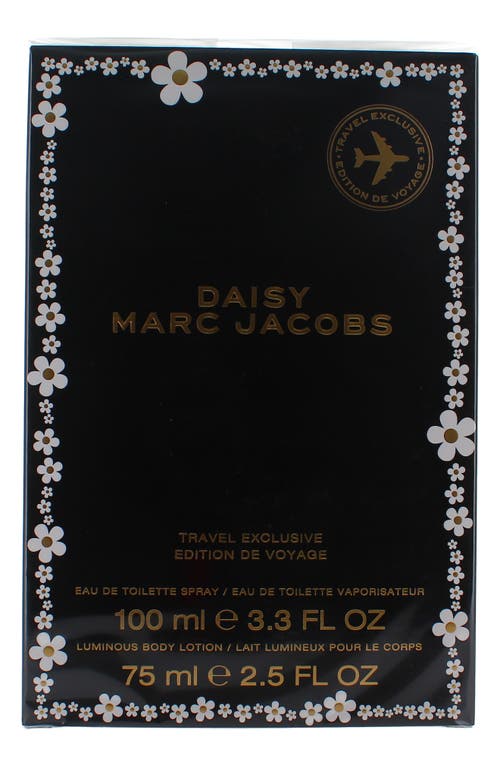 • TRAVEL EXCLUSIVE •
EDITION DE VOYAGE
DAISY
MARC JACOBS
TRAVEL EXCLUSIVE
EDITION DE VOYAGE
EAU DE TOILETTE SPRAY / EAU DE TOILETTE VAPORISATEUR
100 ml ℮ 3.3 FL OZ
LUMINOUS BODY LOTION / LAIT LUMINEUX POUR LE CORPS
75 ml ℮ 2.5 FL OZ